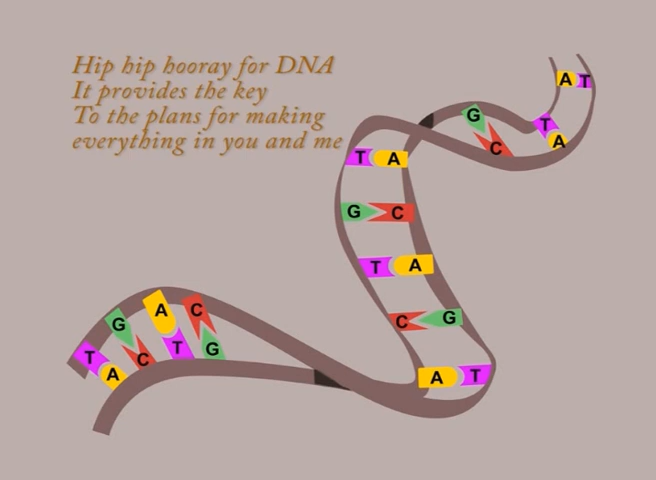 Hip hip hooray for DNA
It provides the key
To the plans for making
everything in you and me
A T
T A
G C
T A
G C
T A
C G
A T
C G
A T
G C
T A